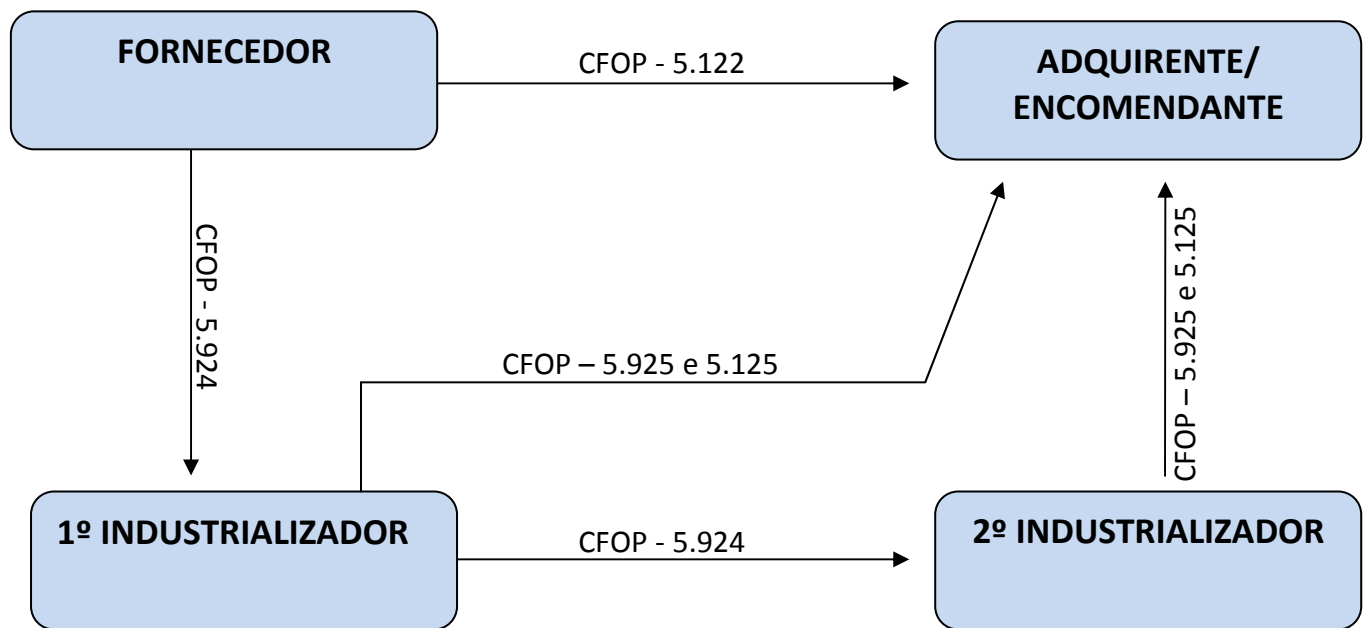 FORNECEDOR
CFOP - 5.122
ADQUIRENTE/
ENCOMENDANTE
CFOP - 5.924
CFOP – 5.925 e 5.125
CFOP – 5.925 e 5.125
1º INDUSTRIALIZADOR
CFOP - 5.924
2º INDUSTRIALIZADOR